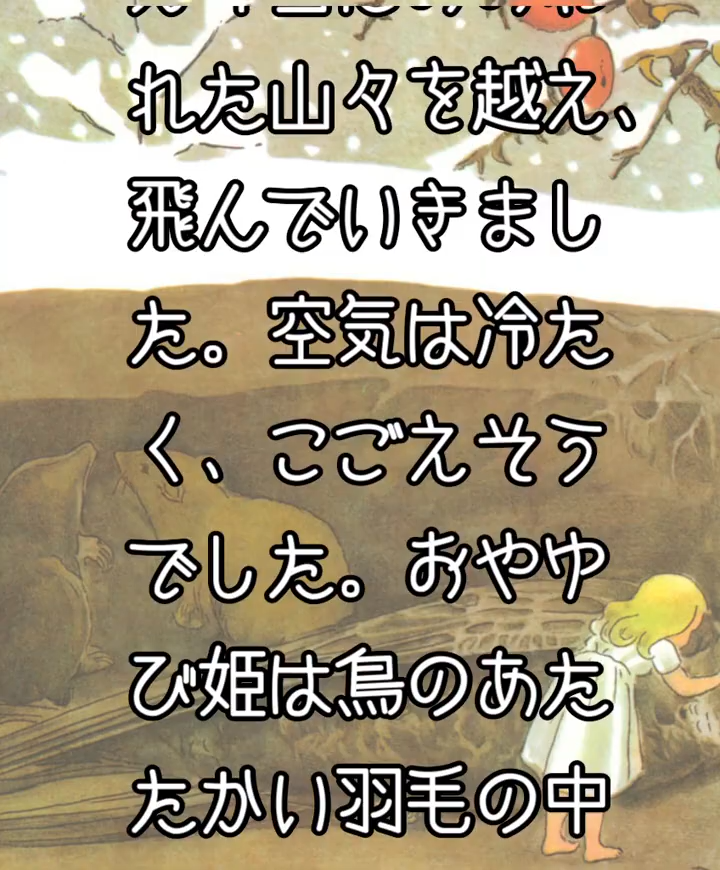 れた山々を越え、
飛んでいきまし
た。空気は冷た
く、こごえそう
でした。おやゆ
び姫は鳥のあた
たかい羽毛の中